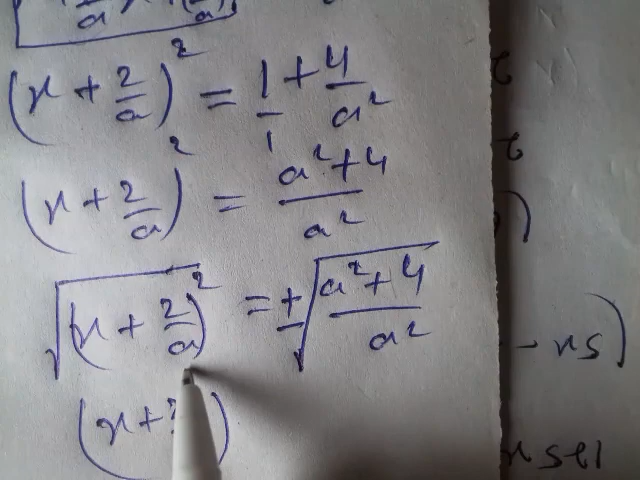 (x + 2/a)² = 1/1 + 4/a²
(x + 2/a)² = a² + 4/a²
√(x + 2/a)² = ± √a² + 4/a²
(x + )